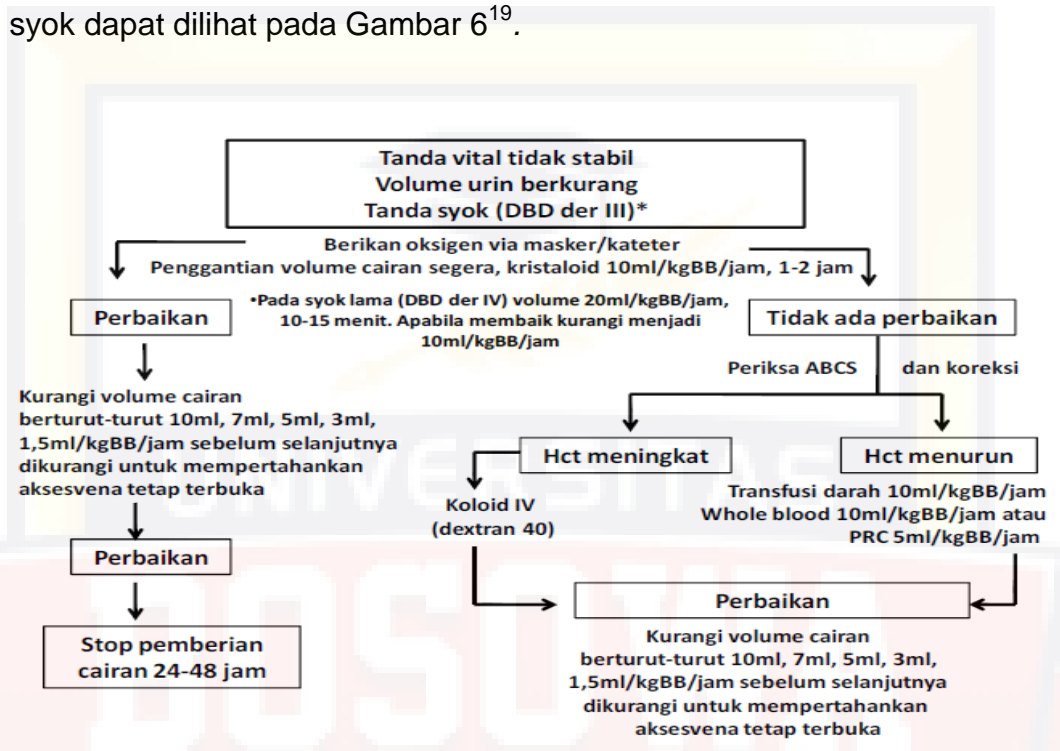 syok dapat dilihat pada Gambar 6¹⁹.
Tanda vital tidak stabil
Volume urin berkurang
Tanda syok (DBD der III)*
Berikan oksigen via masker/kateter
Penggantian volume cairan segera, kristaloid 10ml/kgBB/jam, 1-2 jam
Perbaikan
•Pada syok lama (DBD der IV) volume 20ml/kgBB/jam,
10-15 menit. Apabila membaik kurangi menjadi
10ml/kgBB/jam
Tidak ada perbaikan
Periksa ABCS dan koreksi
Kurangi volume cairan
berturut-turut 10ml, 7ml, 5ml, 3ml,
1,5ml/kgBB/jam sebelum selanjutnya
dikurangi untuk mempertahankan
aksesvena tetap terbuka
Hct meningkat
Hct menurun
Koloid IV
(dextran 40)
Transfusi darah 10ml/kgBB/jam
Whole blood 10ml/kgBB/jam atau
PRC 5ml/kgBB/jam
Perbaikan
Stop pemberian
cairan 24-48 jam
Perbaikan
Kurangi volume cairan
berturut-turut 10ml, 7ml, 5ml, 3ml,
1,5ml/kgBB/jam sebelum selanjutnya
dikurangi untuk mempertahankan
aksesvena tetap terbuka
UNIVERSITAS
BOSOWA